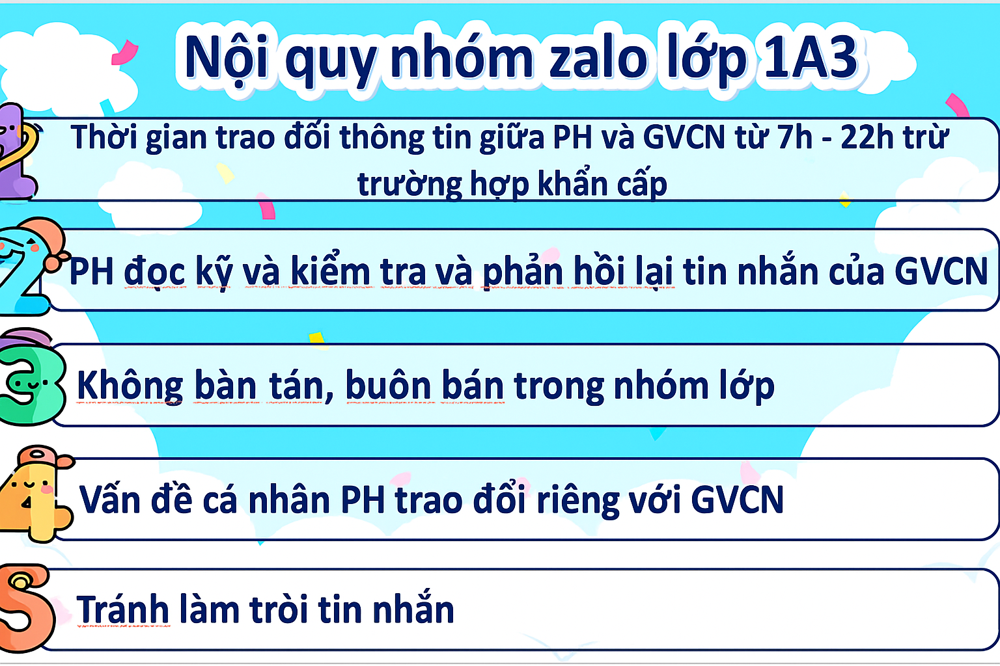 Nội quy nhóm zalo lớp 1A3
1
Thời gian trao đổi thông tin giữa PH và GVCN từ 7h - 22h trừ
trường hợp khẩn cấp
2
PH đọc kỹ và kiểm tra và phản hồi lại tin nhắn của GVCN
3
Không bàn tán, buôn bán trong nhóm lớp
4
Vấn đề cá nhân PH trao đổi riêng với GVCN
5
Tránh làm tròi tin nhắn